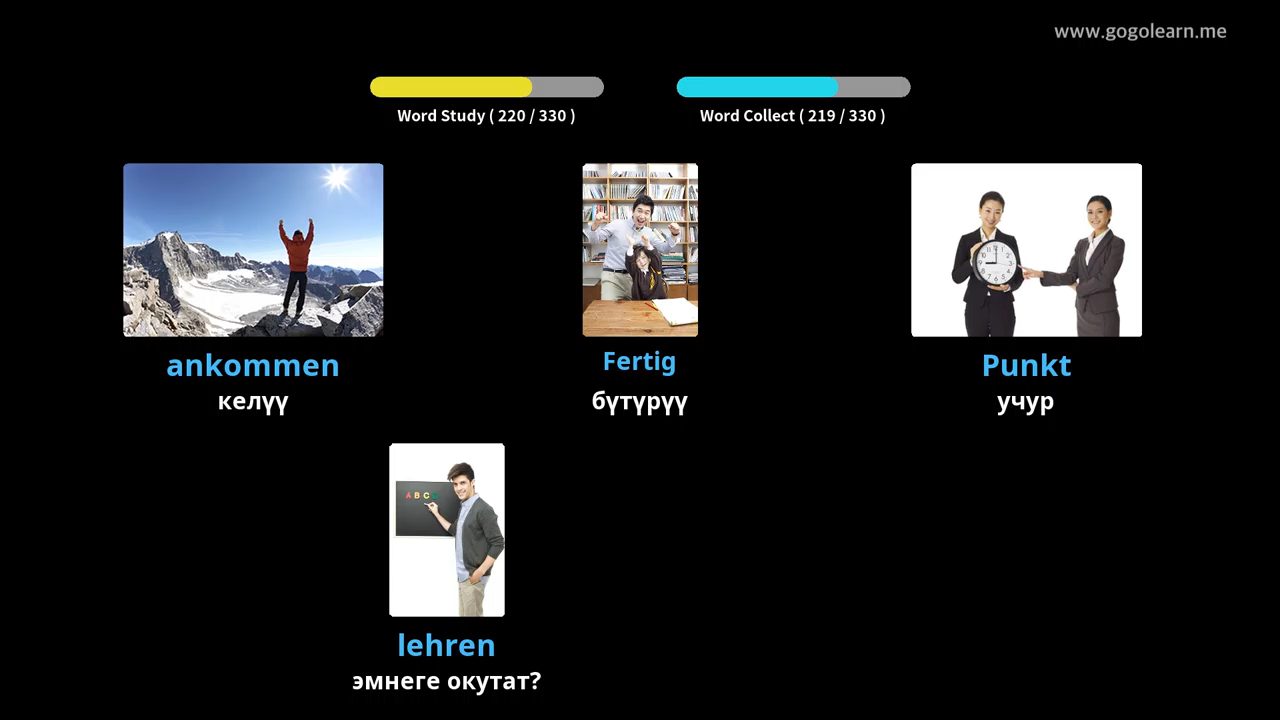 www.gogolearn.me
Word Study ( 220 / 330 )
Word Collect ( 219 / 330 )
ankommen
келүү
Fertig
бүтүрүү
Punkt
учур
A B C
lehren
эмнеге окутат?